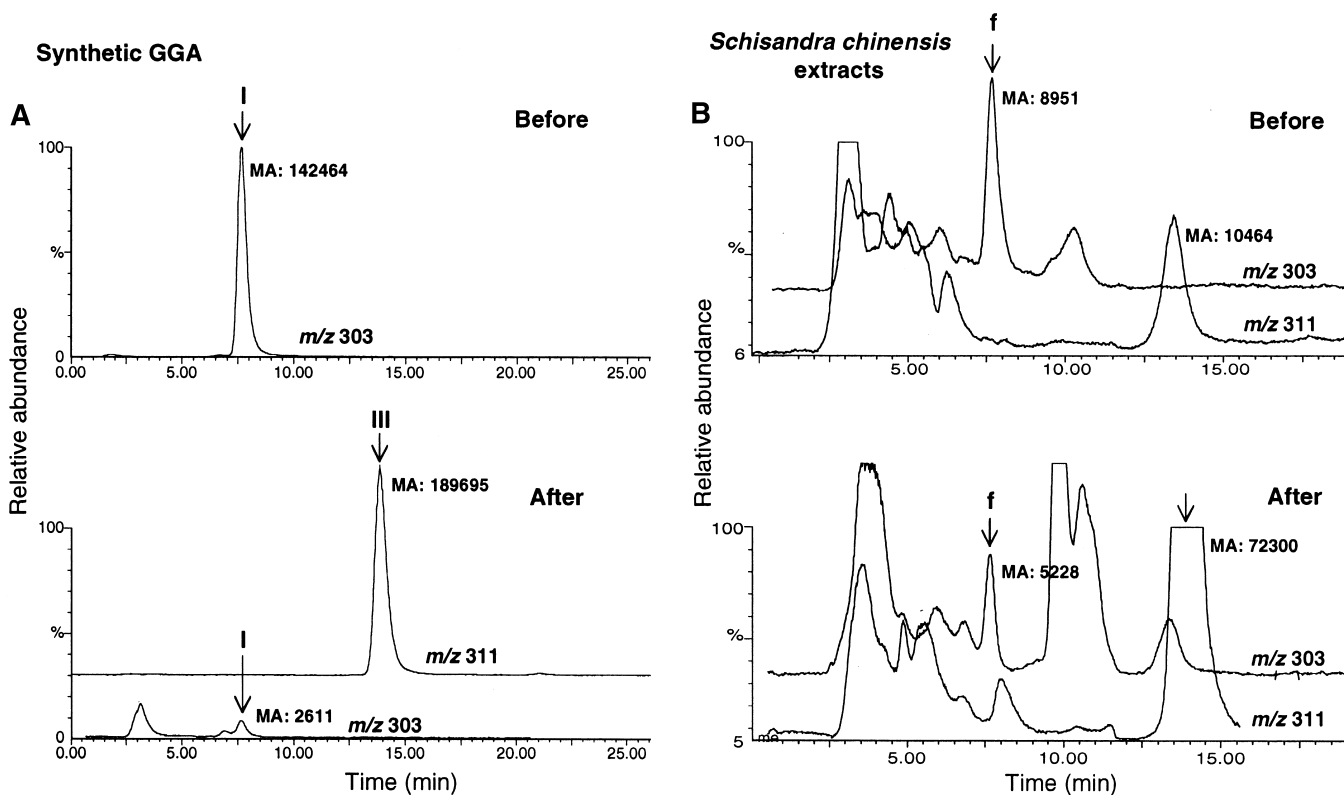 Synthetic GGA
A
Before
I
MA: 142464
m/z 303
100
%
0
0.00 5.00 10.00 15.00 20.00 25.00
Relative abundance
After
III
MA: 189695
m/z 311
I
MA: 2611
m/z 303
100
%
0
0.00 5.00 10.00 15.00 20.00 25.00
Time (min)
Schisandra chinensis
extracts
B
Before
f
MA: 8951
MA: 10464
m/z 303
m/z 311
100
%
6
5.00 10.00 15.00
Relative abundance
After
f
MA: 5228
MA: 72300
m/z 303
m/z 311
100
%
5
5.00 10.00 15.00
Time (min)